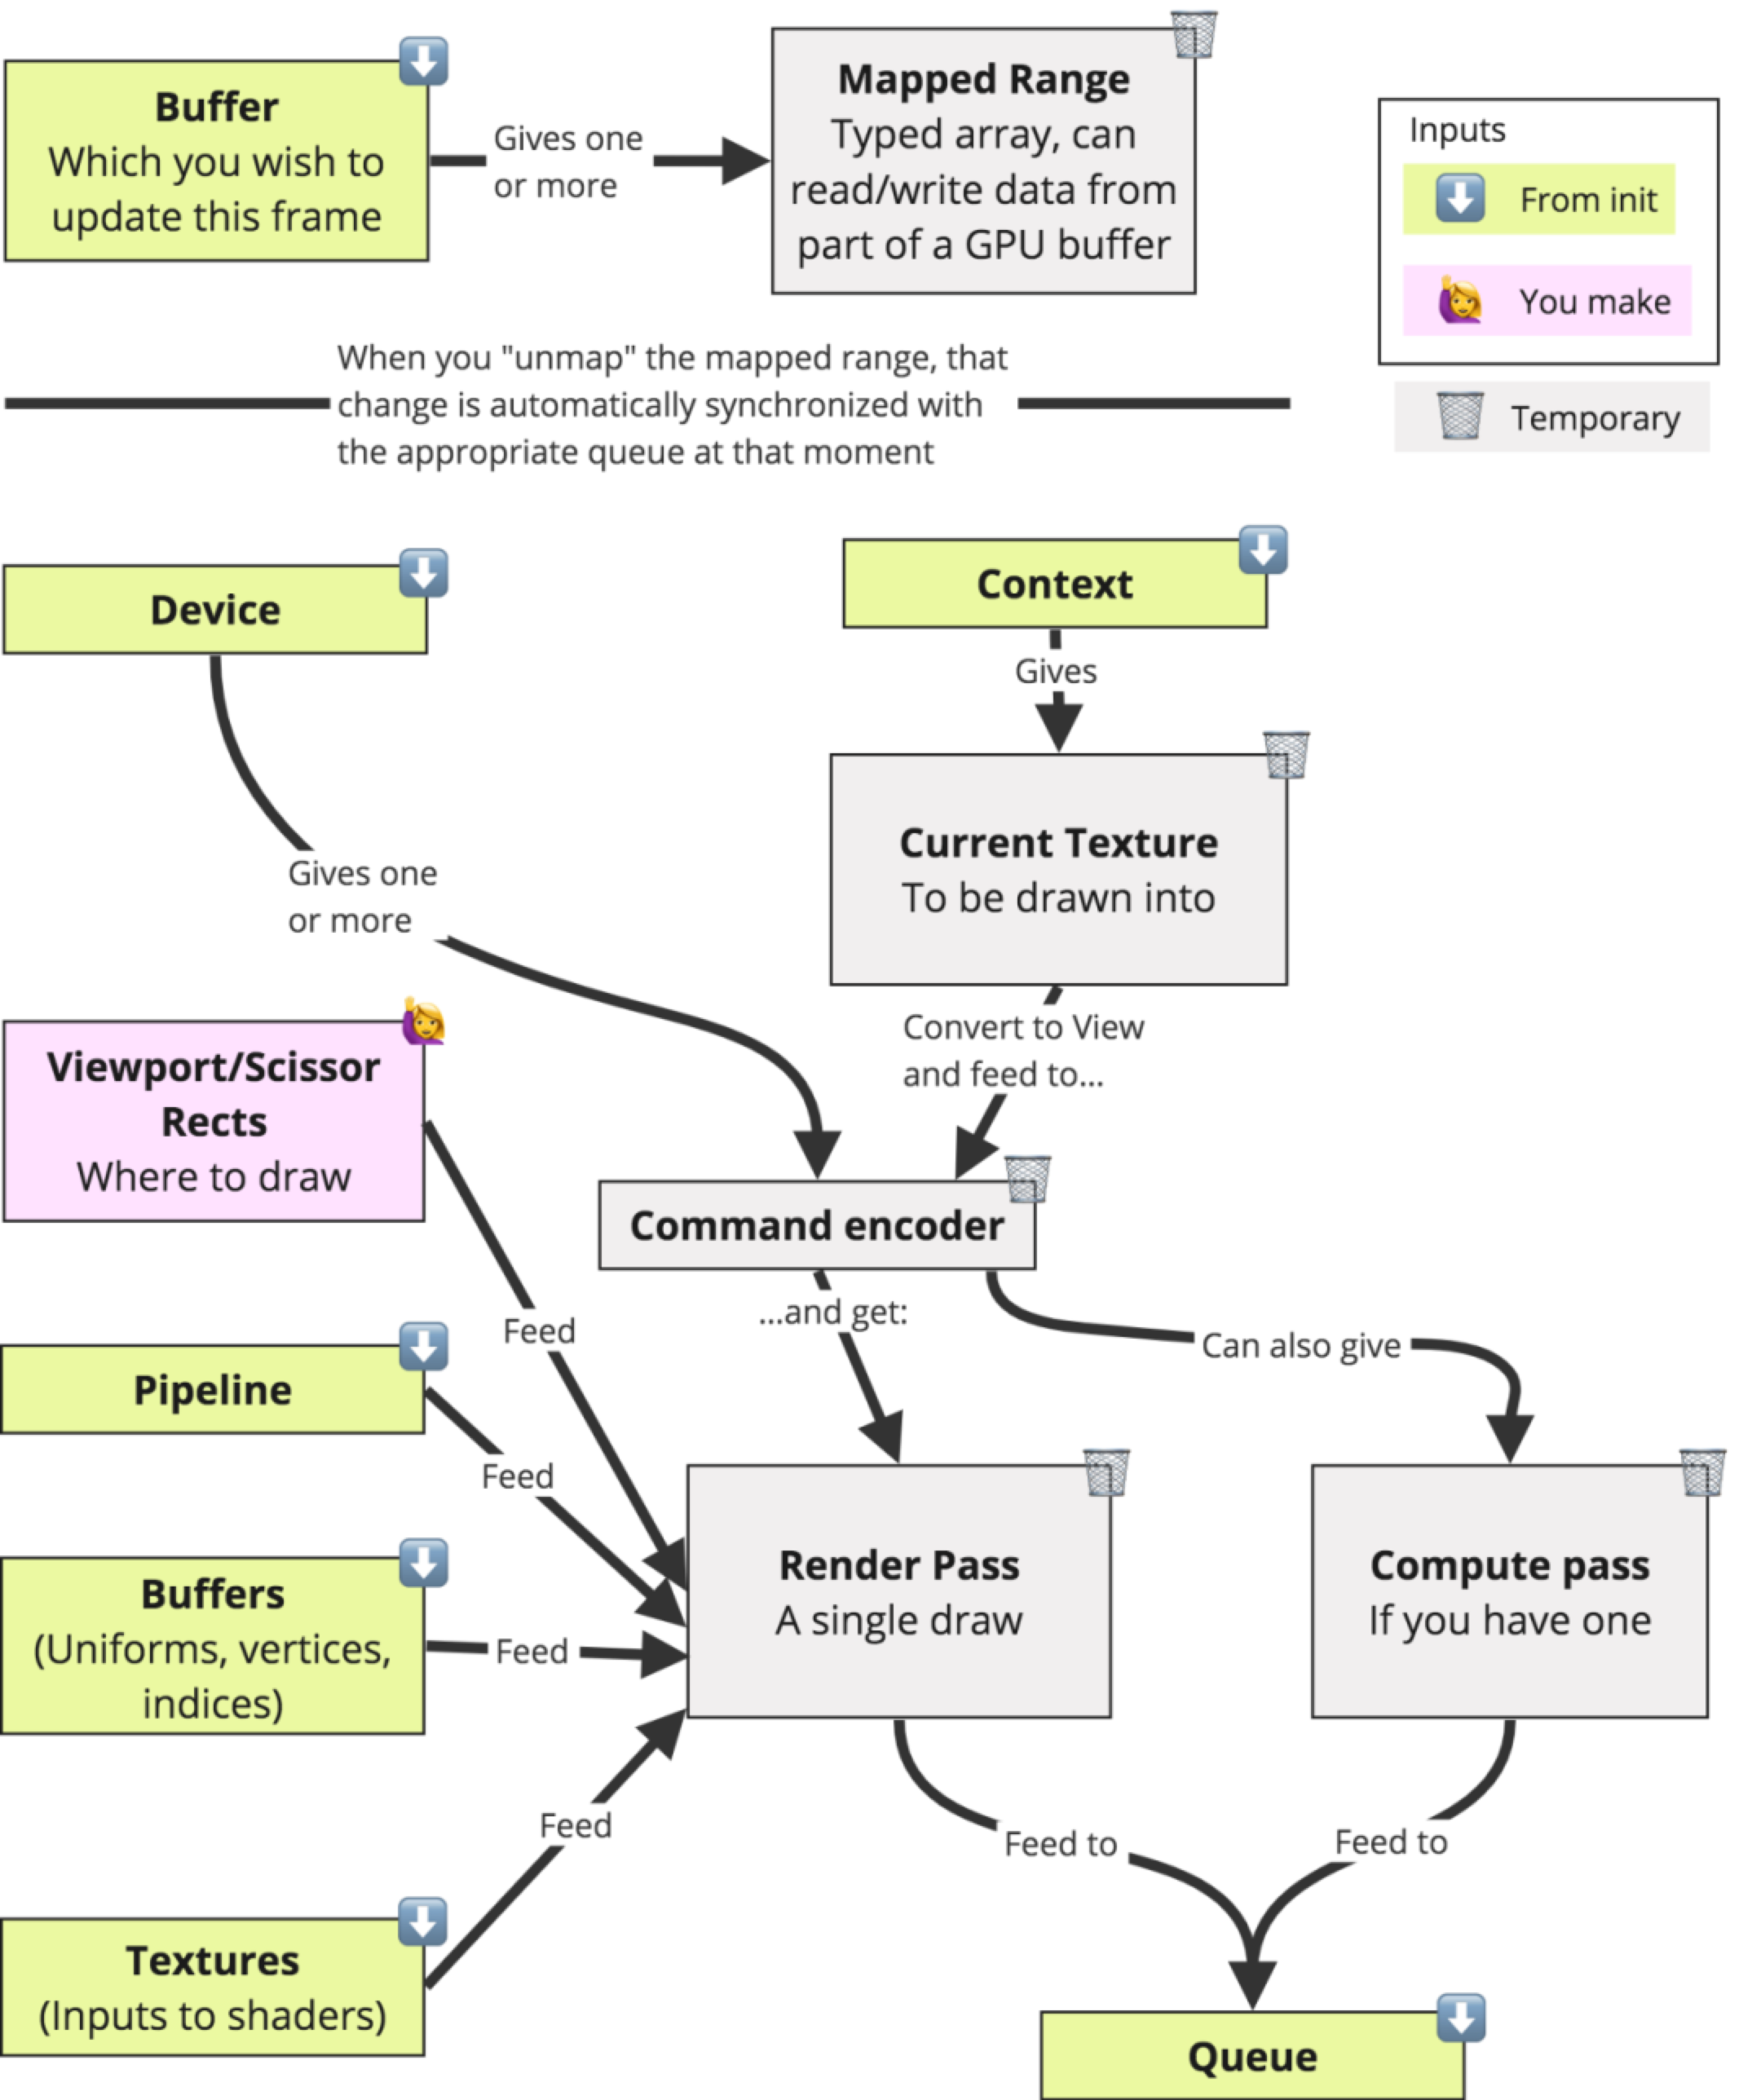 Buffer
Which you wish to
update this frame
Gives one
or more
Mapped Range
Typed array, can
read/write data from
part of a GPU buffer
Inputs
From init
You make
Temporary
When you "unmap" the mapped range, that
change is automatically synchronized with
the appropriate queue at that moment
Device
Context
Gives
Gives one
or more
Current Texture
To be drawn into
Convert to View
and feed to...
Viewport/Scissor
Rects
Where to draw
Command encoder
...and get:
Can also give
Feed
Pipeline
Feed
Buffers
(Uniforms, vertices,
indices)
Feed
Render Pass
A single draw
Compute pass
If you have one
Feed
Feed to
Feed to
Textures
(Inputs to shaders)
Queue